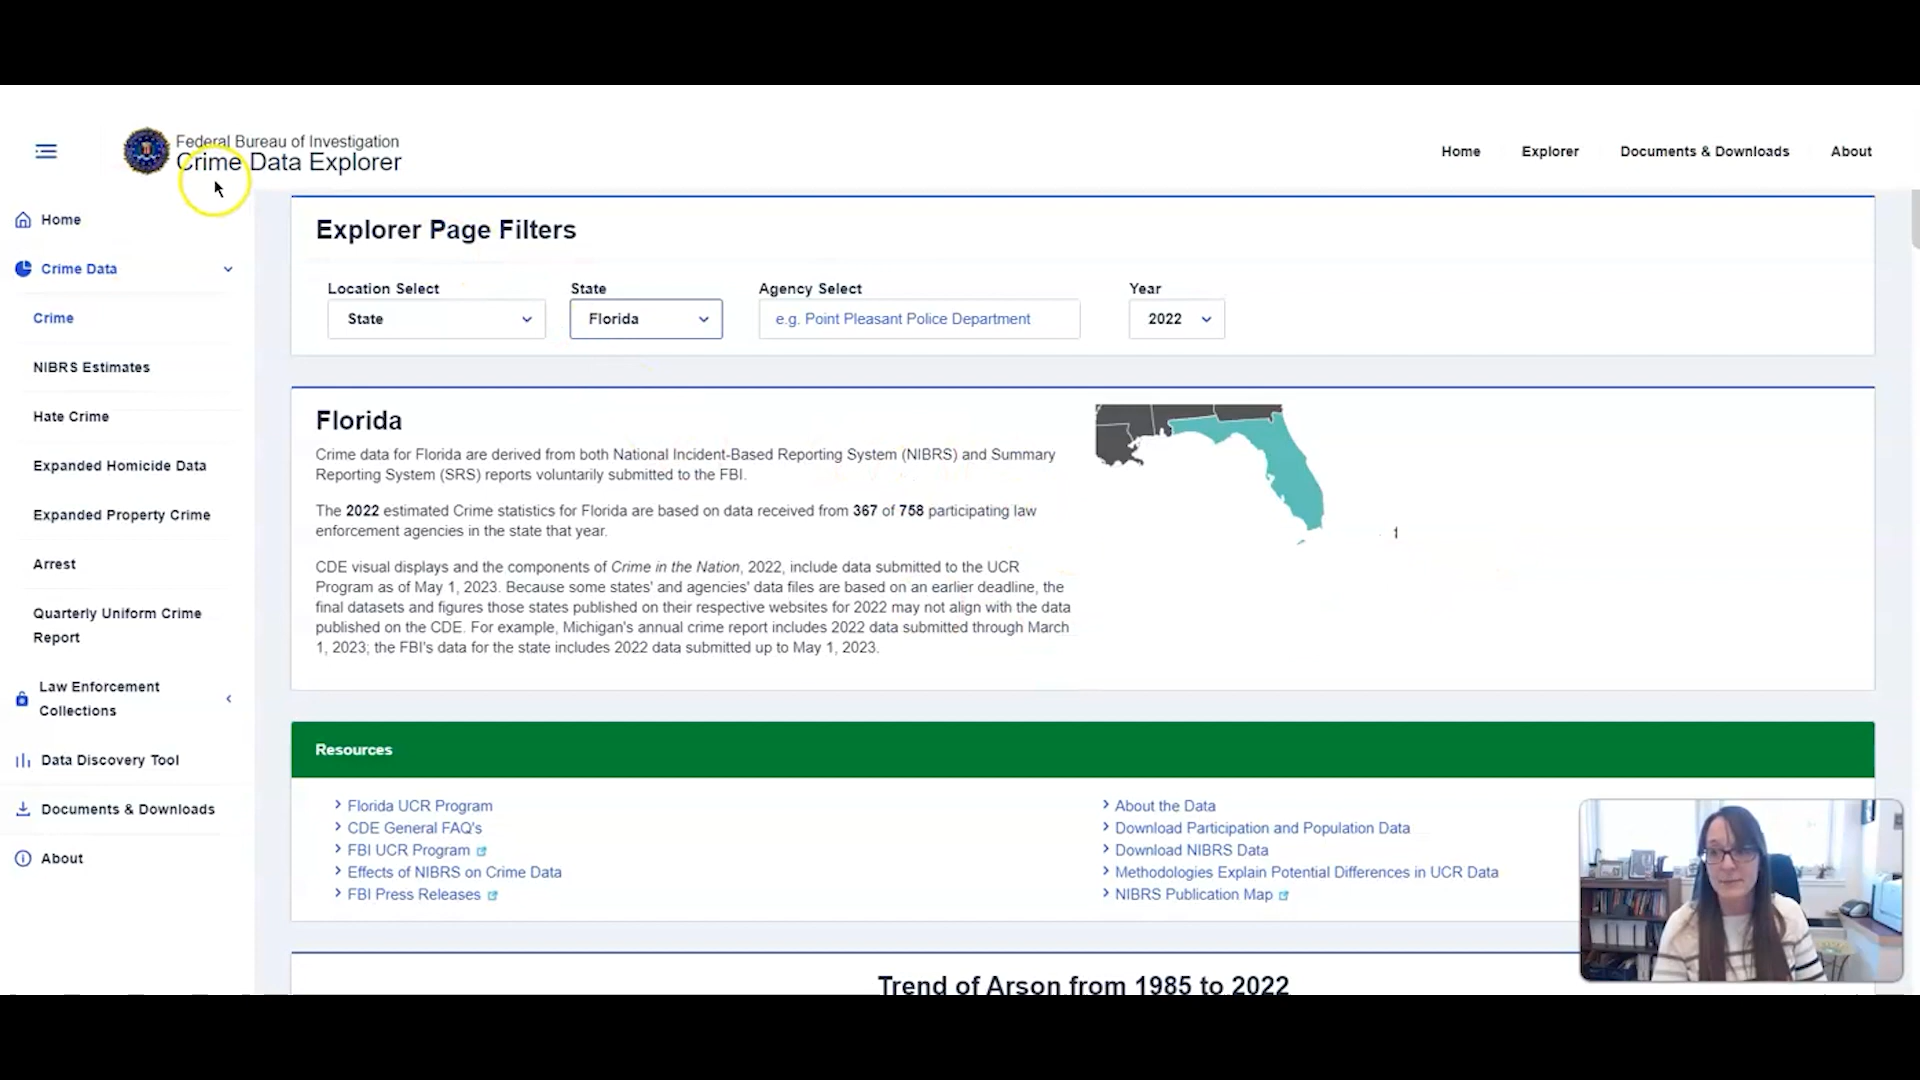 Federal Bureau of Investigation
Crime Data Explorer
Home
Explorer
Documents & Downloads
About
Home
Crime Data
Crime
NIBRS Estimates
Hate Crime
Expanded Homicide Data
Expanded Property Crime
Arrest
Quarterly Uniform Crime
Report
Law Enforcement
Collections
Data Discovery Tool
Documents & Downloads
About
Explorer Page Filters
Location Select
State
State
Florida
Agency Select
e.g. Point Pleasant Police Department
Year
2022
Florida
Crime data for Florida are derived from both National Incident-Based Reporting System (NIBRS) and Summary
Reporting System (SRS) reports voluntarily submitted to the FBI.
The 2022 estimated Crime statistics for Florida are based on data received from 367 of 758 participating law
enforcement agencies in the state that year.
CDE visual displays and the components of Crime in the Nation, 2022, include data submitted to the UCR
Program as of May 1, 2023. Because some states' and agencies' data files are based on an earlier deadline, the
final datasets and figures those states published on their respective websites for 2022 may not align with the data
published on the CDE. For example, Michigan's annual crime report includes 2022 data submitted through March
1, 2023; the FBI's data for the state includes 2022 data submitted up to May 1, 2023.
1
Resources
Florida UCR Program
CDE General FAQ's
FBI UCR Program
Effects of NIBRS on Crime Data
FBI Press Releases
About the Data
Download Participation and Population Data
Download NIBRS Data
Methodologies Explain Potential Differences in UCR Data
NIBRS Publication Map
Trend of Arson from 1985 to 2022